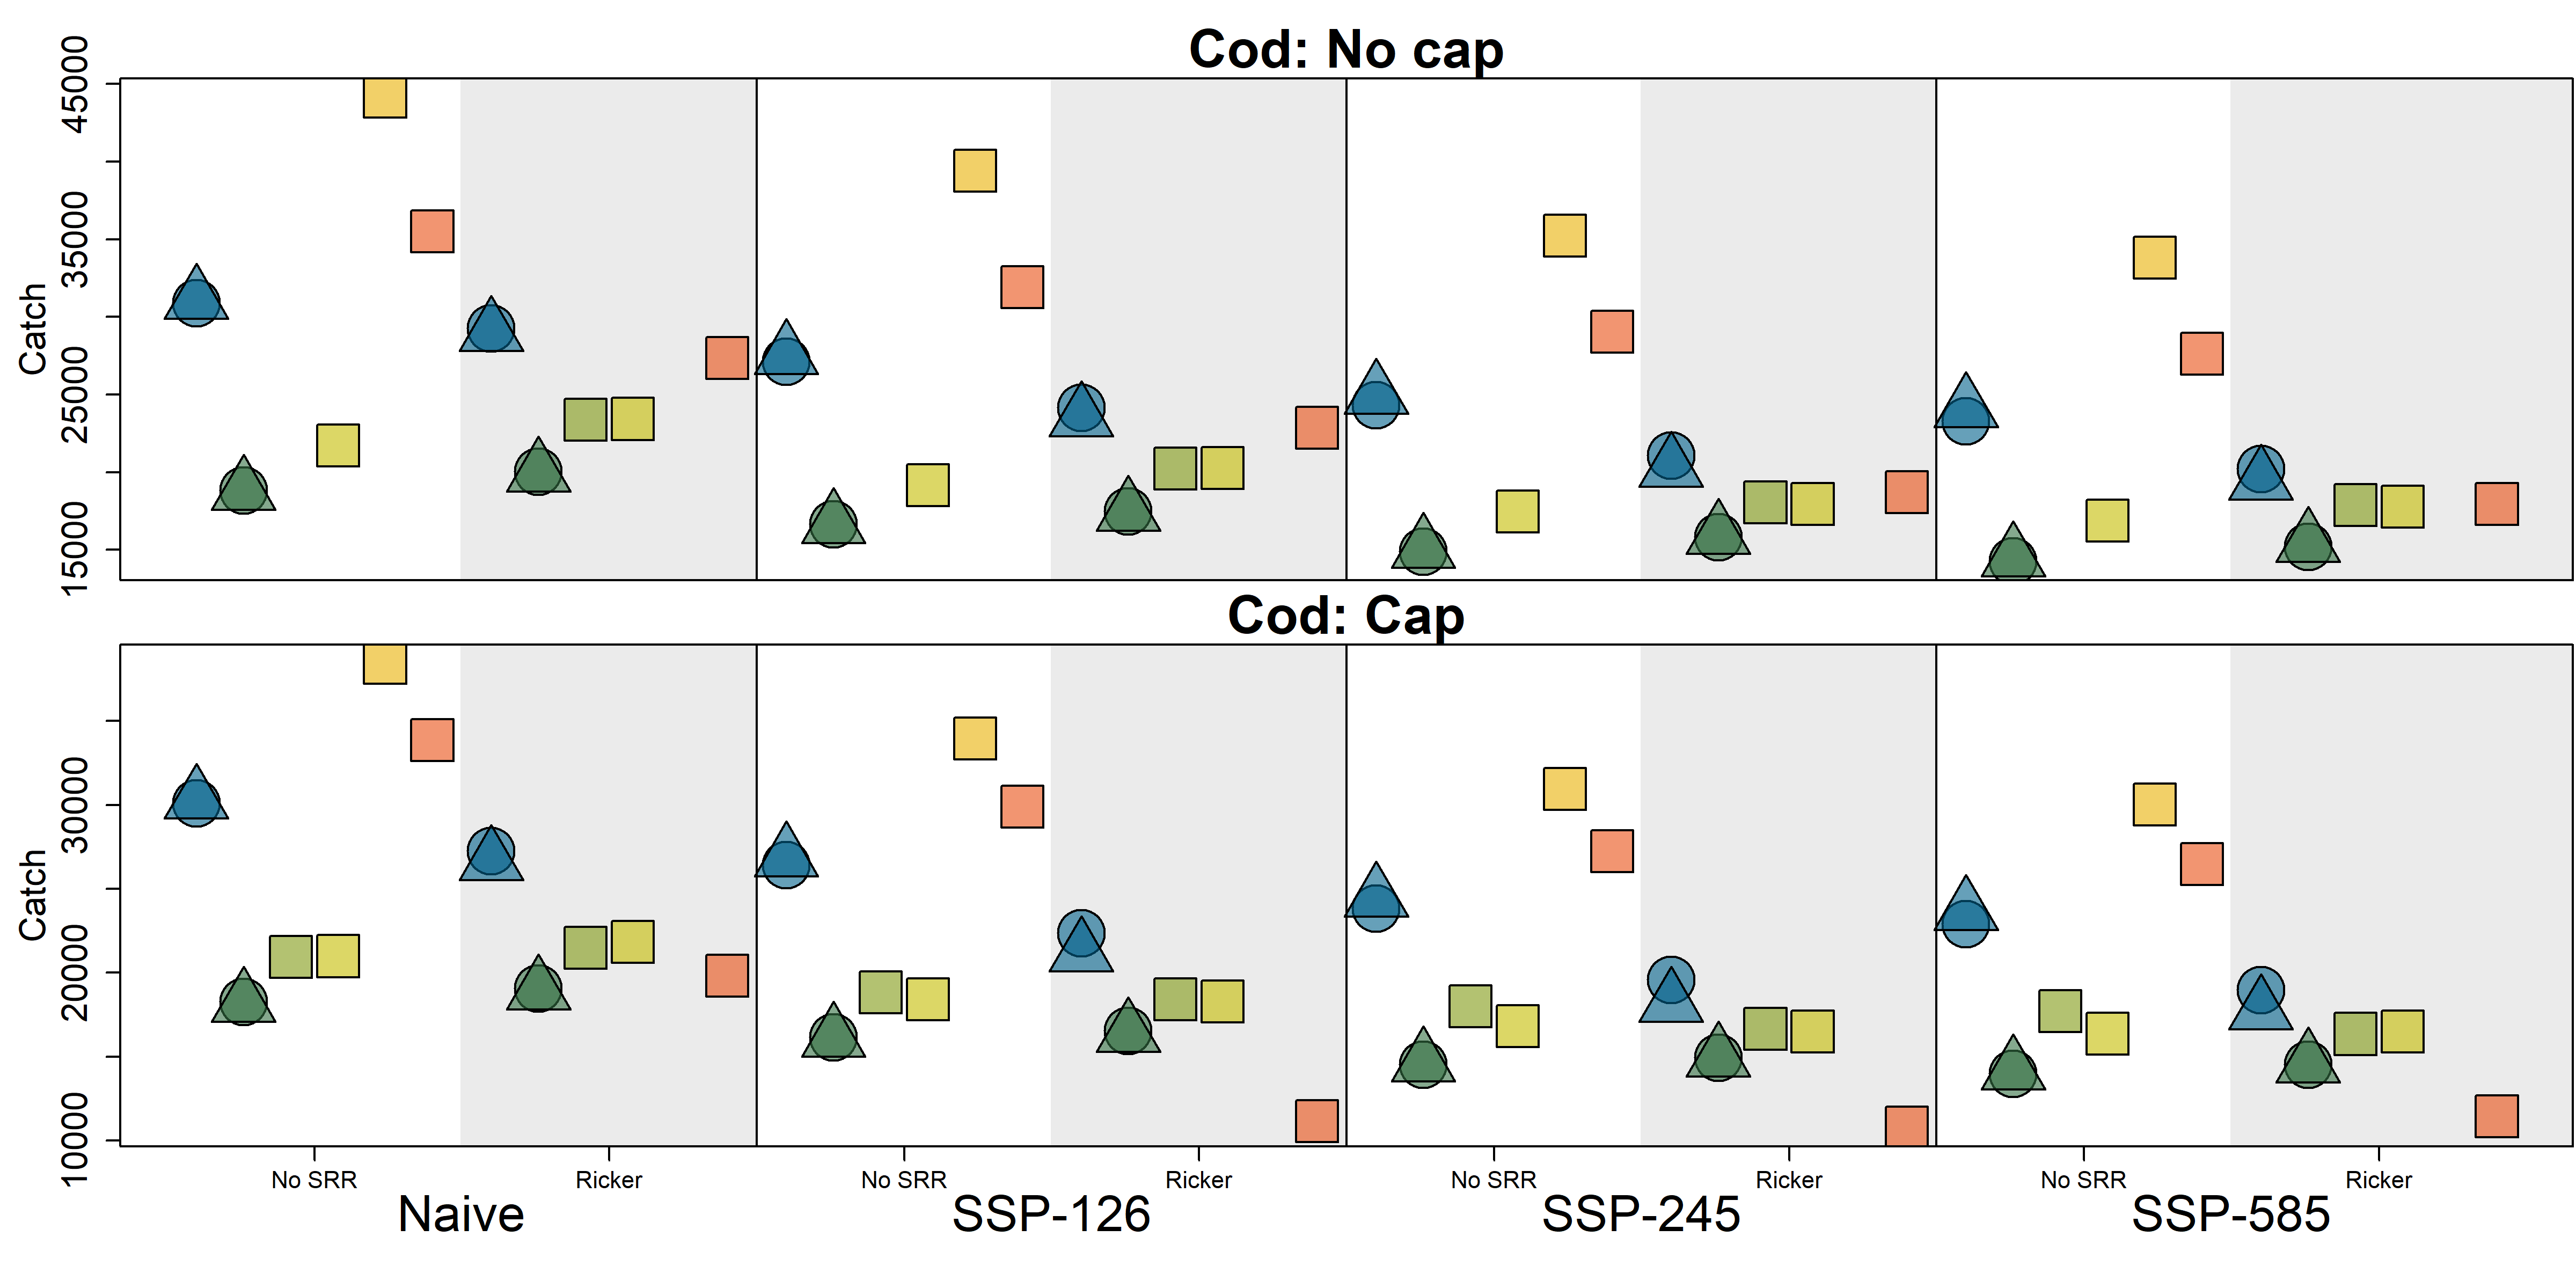 Cod: No cap
45000
35000
25000
15000
Catch
Cod: Cap
30000
20000
10000
Catch
No SRR Ricker No SRR Ricker No SRR Ricker No SRR Ricker
Naive SSP-126 SSP-245 SSP-585